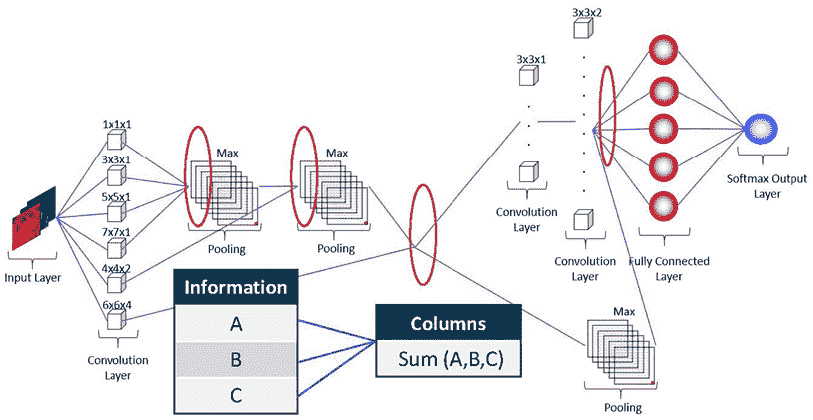 3x3x2
3x3x1
1x1x1
3x3x1
5x5x1
7x7x1
4x4x2
6x6x4
Input Layer
Convolution
Layer
Max
Pooling
Max
Pooling
Convolution
Layer
Convolution
Layer
Fully Connected
Layer
Softmax Output
Layer
Max
Pooling
Information
A
B
C
Columns
Sum (A,B,C)